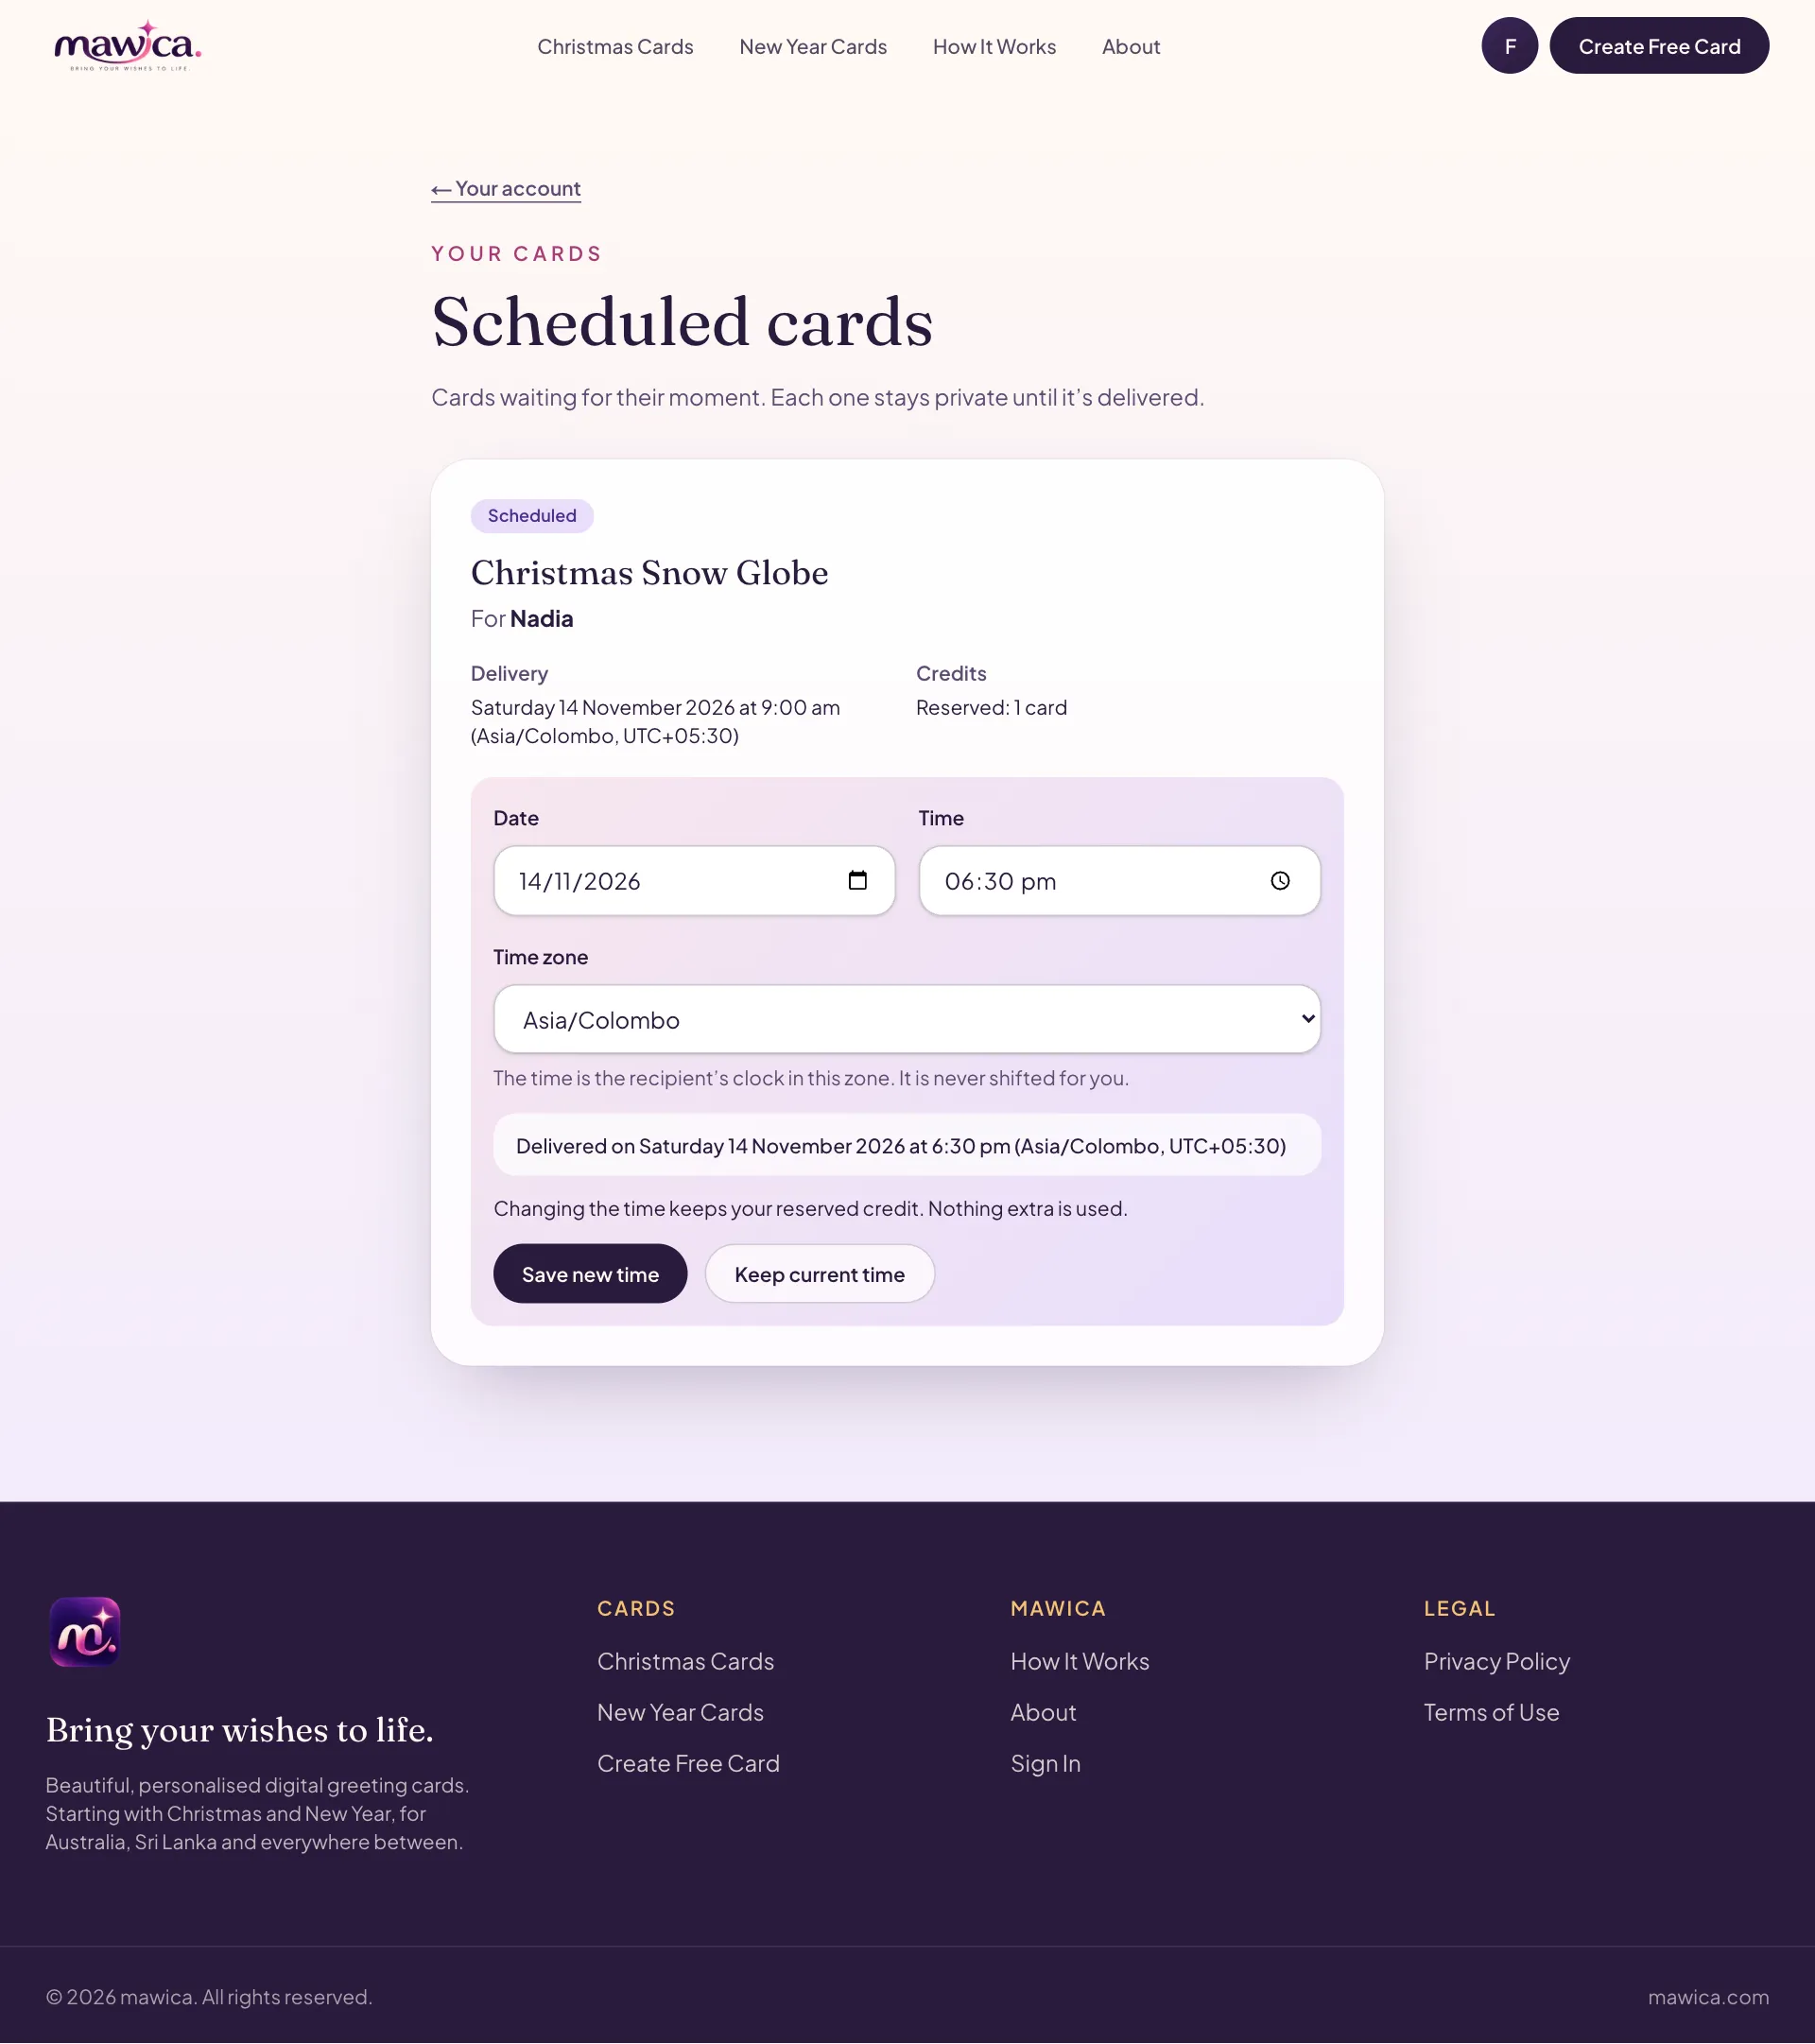 mawica.
BRING YOUR WISHES TO LIFE.
Christmas Cards
New Year Cards
How It Works
About
F
Create Free Card
← Your account
YOUR CARDS
Scheduled cards
Cards waiting for their moment. Each one stays private until it’s delivered.
Scheduled
Christmas Snow Globe
For Nadia
Delivery
Saturday 14 November 2026 at 9:00 am
(Asia/Colombo, UTC+05:30)
Credits
Reserved: 1 card
Date
14/11/2026
Time
06:30 pm
Time zone
Asia/Colombo
The time is the recipient’s clock in this zone. It is never shifted for you.
Delivered on Saturday 14 November 2026 at 6:30 pm (Asia/Colombo, UTC+05:30)
Changing the time keeps your reserved credit. Nothing extra is used.
Save new time
Keep current time
m.
Bring your wishes to life.
Beautiful, personalised digital greeting cards.
Starting with Christmas and New Year, for
Australia, Sri Lanka and everywhere between.
CARDS
Christmas Cards
New Year Cards
Create Free Card
MAWICA
How It Works
About
Sign In
LEGAL
Privacy Policy
Terms of Use
© 2026 mawica. All rights reserved.
mawica.com